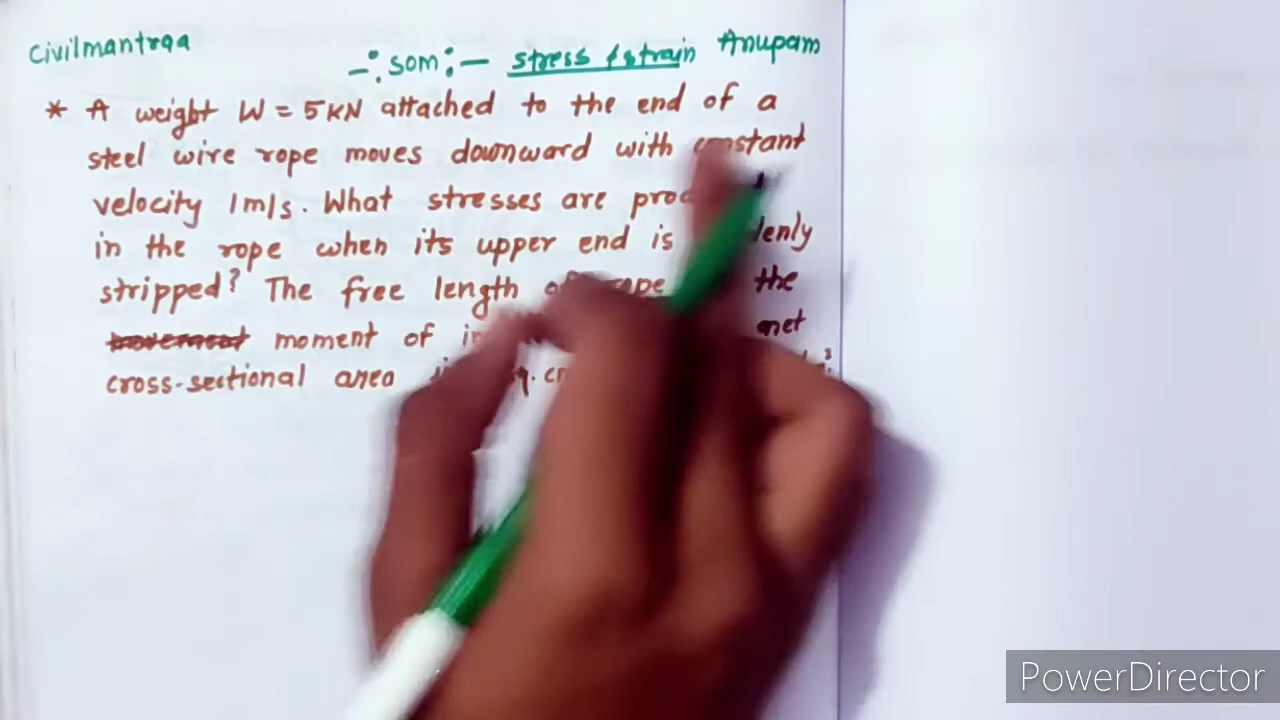 Civilmantraa
-:SOM:- stress & strain Anupam
* A weight W = 5KN attached to the end of a
steel wire rope moves downward with constant
velocity 1m/s. What stresses are
in the rope when its upper end is
stripped? The free length the
movement moment of net
cross-sectional area
PowerDirector